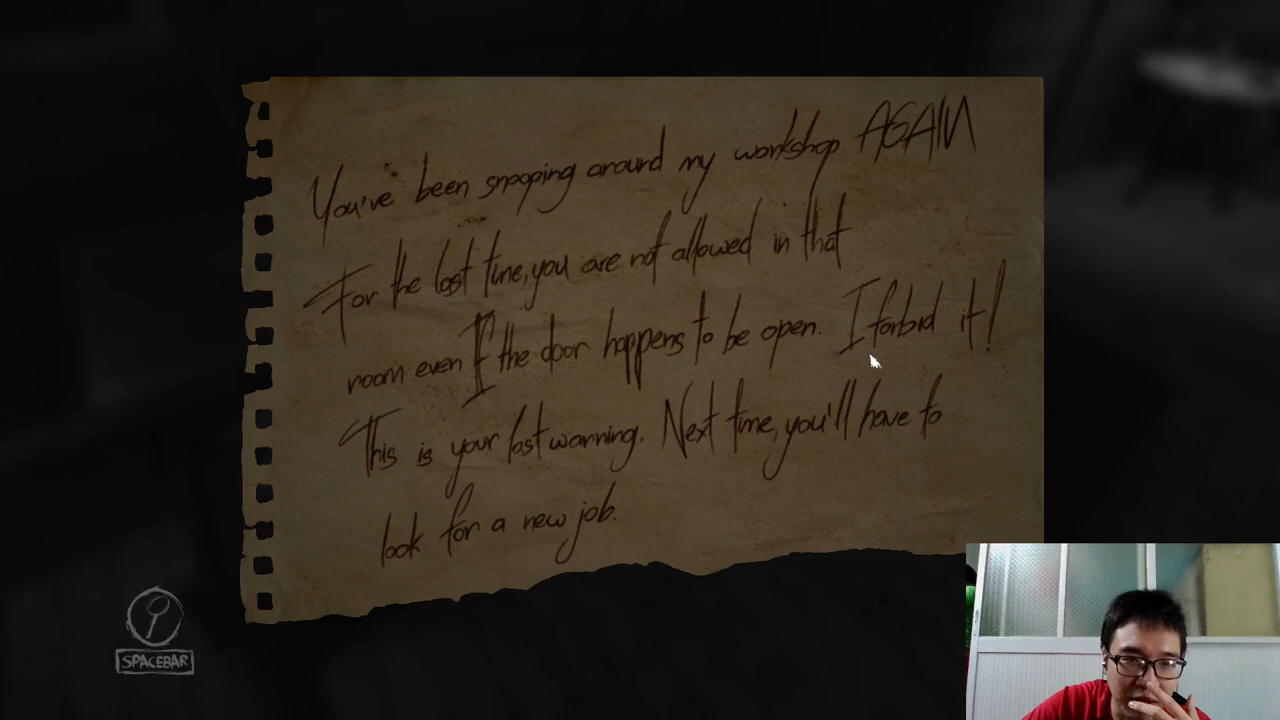 You've been snooping around my workshop AGAIN
For the last time, you are not allowed in that
room even If the door happens to be open. I forbid it!
This is your last warning. Next time, you'll have to
look for a new job.
SPACEBAR